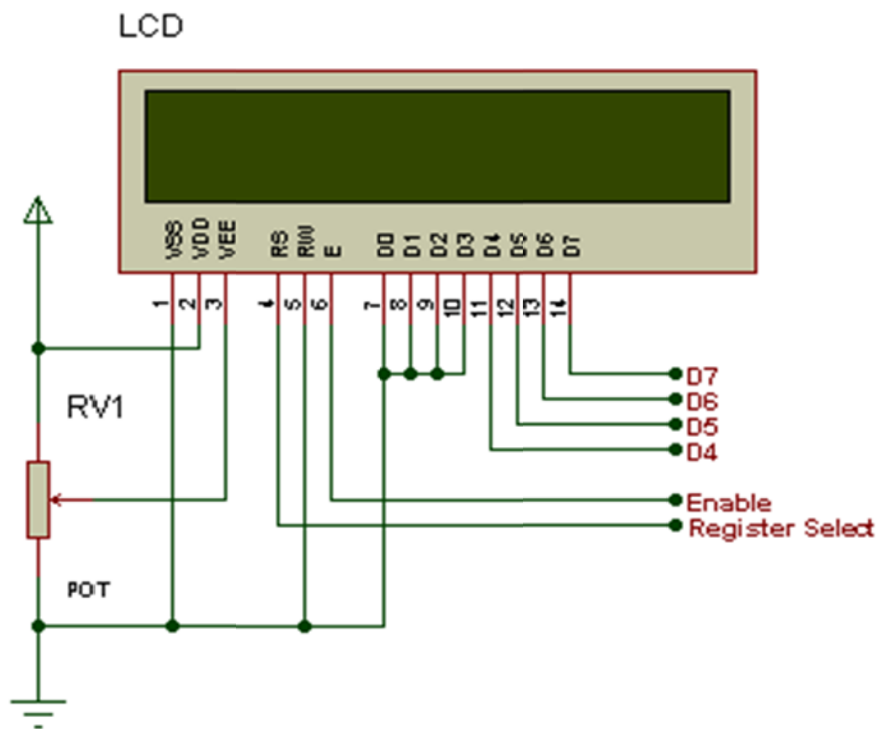 LCD
VSS VDD VEE RS RW E D0 D1 D2 D3 D4 D5 D6 D7
1 2 3 4 5 6 7 8 9 10 11 12 13 14
D7
RV1
D6
D5
D4
Enable
Register Select
POT